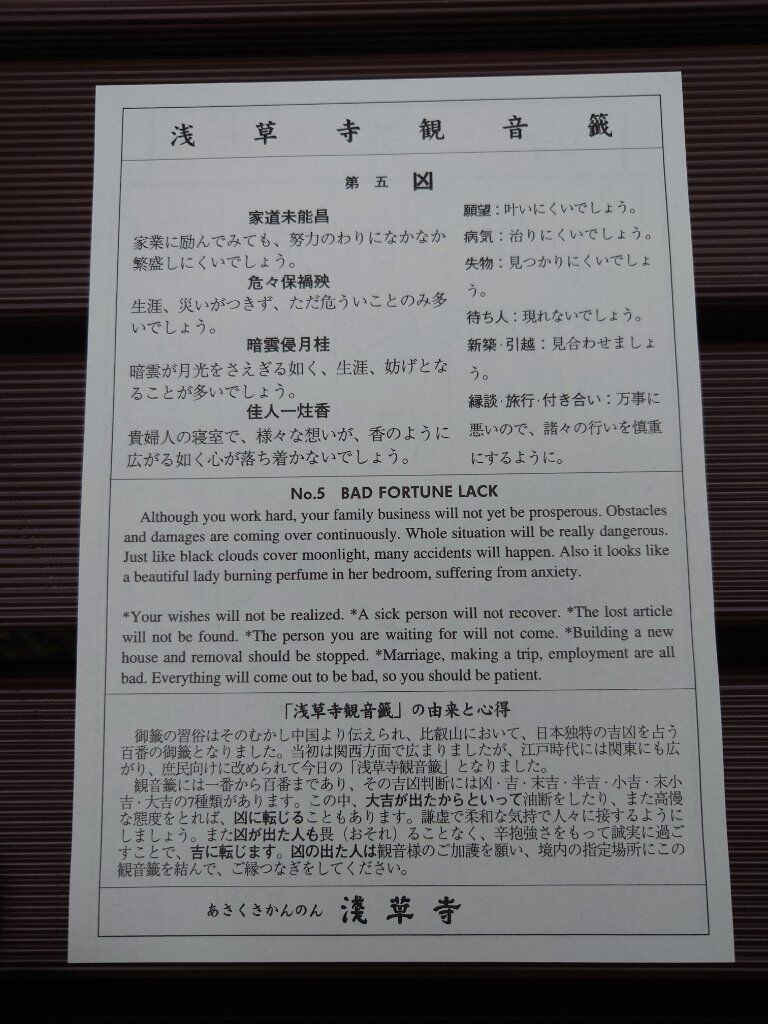 浅草寺観音籤
第五 凶
家道未能昌
家業に励んでみても、努力のわりになかなか
繁盛しにくいでしょう。
危々保禍殃
生涯、災いがつきず、ただ危ういことのみ多
いでしょう。
暗雲侵月桂
暗雲が月光をさえぎる如く、生涯、妨げとな
ることが多いでしょう。
佳人一炷香
貴婦人の寝室で、様々な想いが、香のように
広がる如く心が落ち着かないでしょう。
願望：叶いにくいでしょう。
病気：治りにくいでしょう。
失物：見つかりにくいでしょ
う。
待ち人：現れないでしょう。
新築・引越：見合わせましょ
う。
縁談・旅行・付き合い：万事に
悪いので、諸々の行いを慎重
にするように。
No.5 BAD FORTUNE LACK
Although you work hard, your family business will not yet be prosperous. Obstacles
and damages are coming over continuously. Whole situation will be really dangerous.
Just like black clouds cover moonlight, many accidents will happen. Also it looks like
a beautiful lady burning perfume in her bedroom, suffering from anxiety.
*Your wishes will not be realized. *A sick person will not recover. *The lost article
will not be found. *The person you are waiting for will not come. *Building a new
house and removal should be stopped. *Marriage, making a trip, employment are all
bad. Everything will come out to be bad, so you should be patient.
「浅草寺観音籤」の由来と心得
御籤の習俗はそのむかし中国より伝えられ、比叡山において、日本独特の吉凶を占う
百番の御籤となりました。当初は関西方面で広まりましたが、江戸時代には関東にも広
がり、庶民向けに改められて今日の「浅草寺観音籤」となりました。
観音籤には一番から百番まであり、その吉凶判断には凶・吉・末吉・半吉・小吉・末小
吉・大吉の7種類があります。この中、大吉が出たからといって油断をしたり、また高慢
な態度をとれば、凶に転じることもあります。謙虚で柔和な気持で人々に接するように
しましょう。また凶が出た人も畏（おそれ）ることなく、辛抱強さをもって誠実に過ご
すことで、吉に転じます。凶の出た人は観音様のご加護を願い、境内の指定場所にこの
観音籤を結んで、ご縁つなぎをしてください。
あさくさかんのん 淺草寺